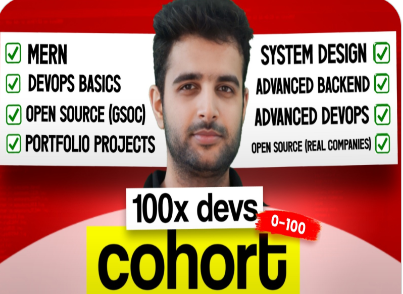 MERN
DEVOPS BASICS
OPEN SOURCE (GSOC)
PORTFOLIO PROJECTS
SYSTEM DESIGN
ADVANCED BACKEND
ADVANCED DEVOPS
OPEN SOURCE (REAL COMPANIES)
100x devs
0-100
cohort